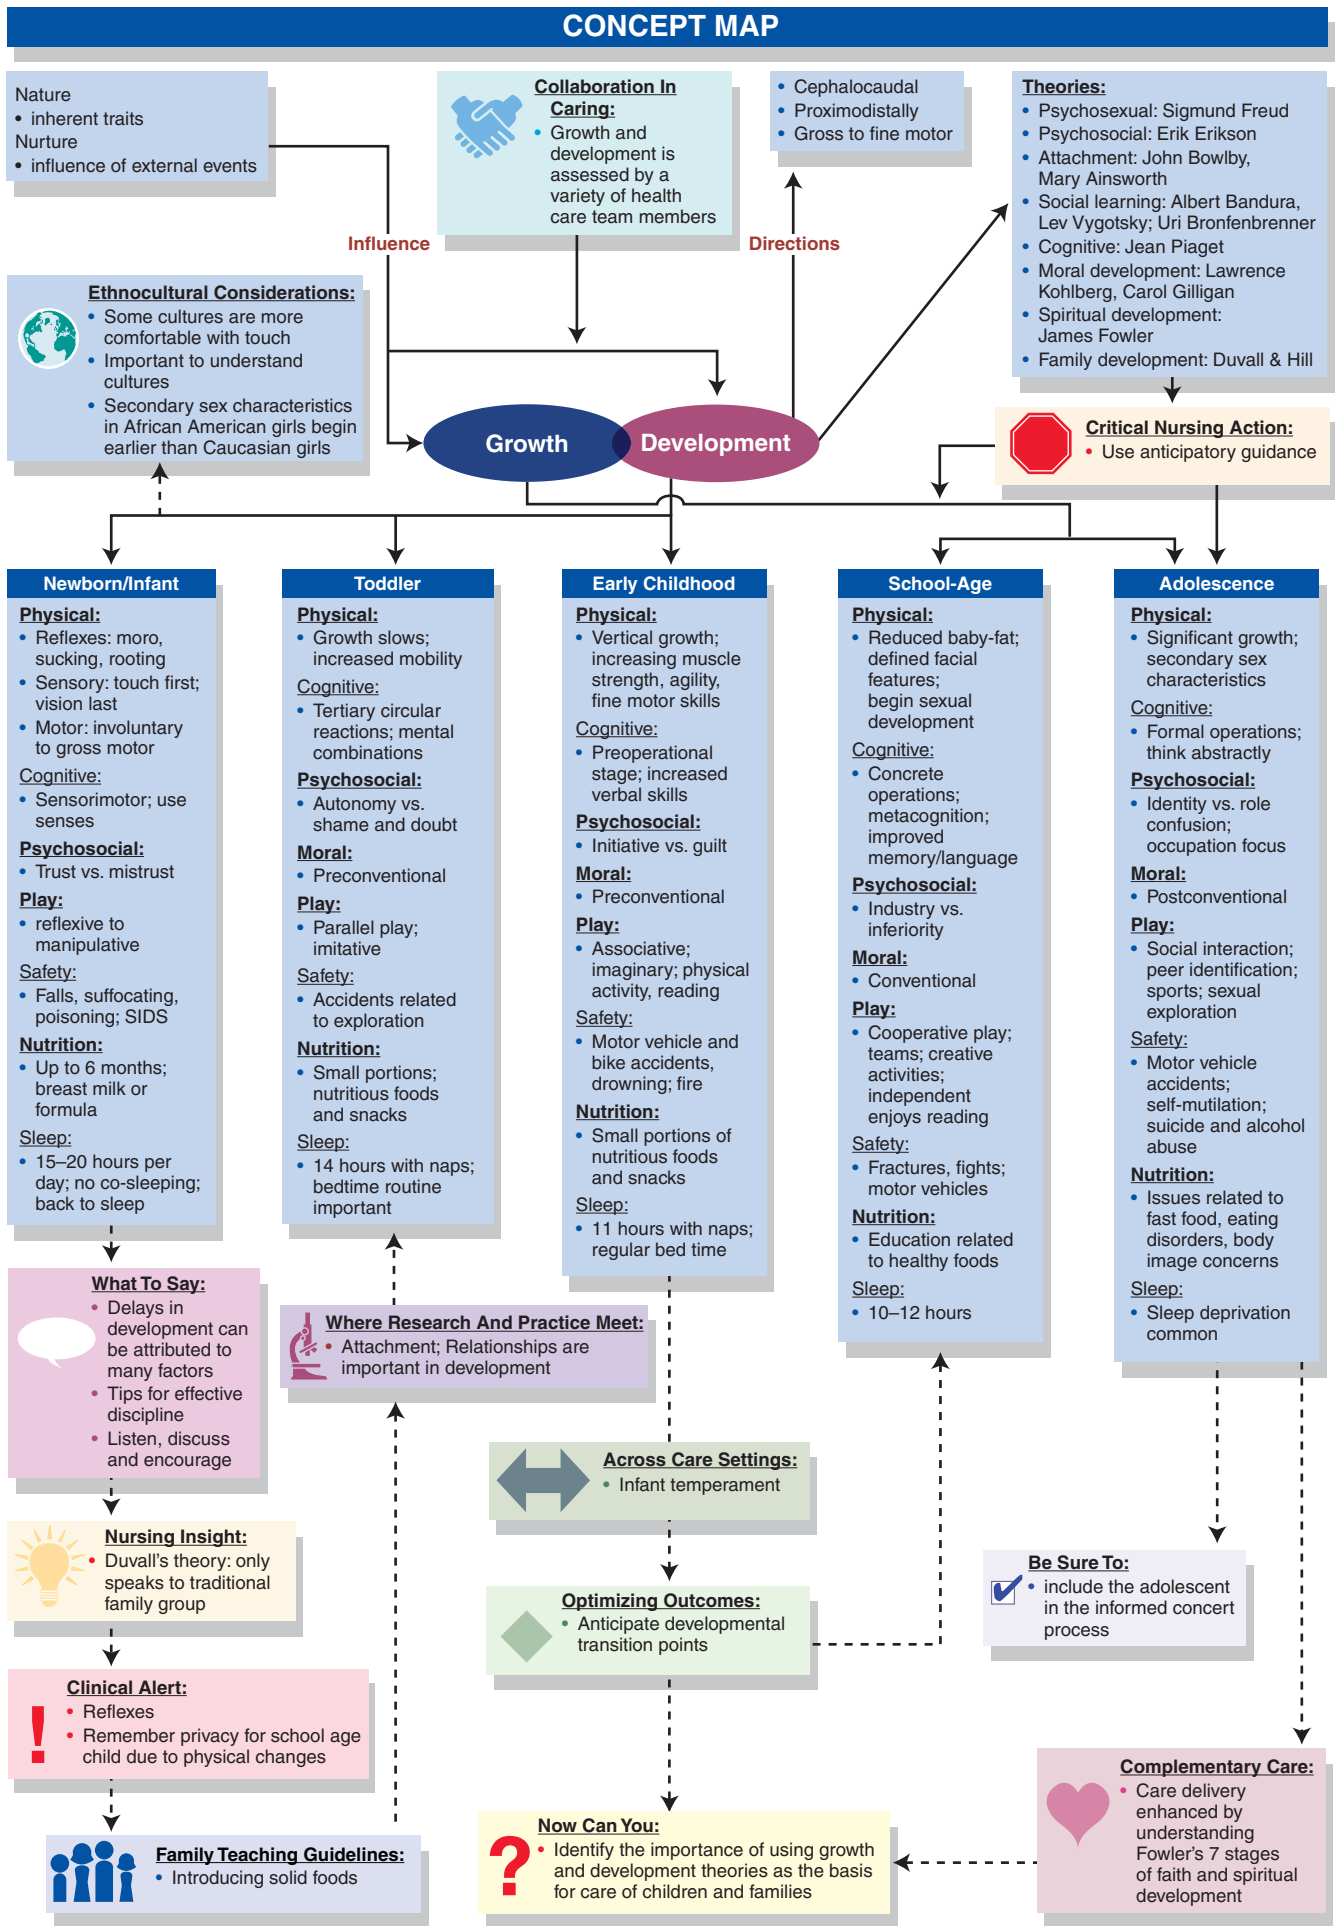 CONCEPT MAP
Nature
• inherent traits
Nurture
• influence of external events
Collaboration In
Caring:
• Growth and
development is
assessed by a
variety of health
care team members
• Cephalocaudal
• Proximodistally
• Gross to fine motor
Theories:
• Psychosexual: Sigmund Freud
• Psychosocial: Erik Erikson
• Attachment: John Bowlby,
Mary Ainsworth
• Social learning: Albert Bandura,
Lev Vygotsky; Uri Bronfenbrenner
• Cognitive: Jean Piaget
• Moral development: Lawrence
Kohlberg, Carol Gilligan
• Spiritual development:
James Fowler
• Family development: Duvall & Hill
Influence
Directions
Ethnocultural Considerations:
• Some cultures are more
comfortable with touch
• Important to understand
cultures
• Secondary sex characteristics
in African American girls begin
earlier than Caucasian girls
Growth
Development
Critical Nursing Action:
• Use anticipatory guidance
Newborn/Infant
Physical:
• Reflexes: moro,
sucking, rooting
• Sensory: touch first;
vision last
• Motor: involuntary
to gross motor
Cognitive:
• Sensorimotor; use
senses
Psychosocial:
• Trust vs. mistrust
Play:
• reflexive to
manipulative
Safety:
• Falls, suffocating,
poisoning; SIDS
Nutrition:
• Up to 6 months;
breast milk or
formula
Sleep:
• 15–20 hours per
day; no co-sleeping;
back to sleep
Toddler
Physical:
• Growth slows;
increased mobility
Cognitive:
• Tertiary circular
reactions; mental
combinations
Psychosocial:
• Autonomy vs.
shame and doubt
Moral:
• Preconventional
Play:
• Parallel play;
imitative
Safety:
• Accidents related
to exploration
Nutrition:
• Small portions;
nutritious foods
and snacks
Sleep:
• 14 hours with naps;
bedtime routine
important
Early Childhood
Physical:
• Vertical growth;
increasing muscle
strength, agility,
fine motor skills
Cognitive:
• Preoperational
stage; increased
verbal skills
Psychosocial:
• Initiative vs. guilt
Moral:
• Preconventional
Play:
• Associative;
imaginary; physical
activity, reading
Safety:
• Motor vehicle and
bike accidents,
drowning; fire
Nutrition:
• Small portions of
nutritious foods
and snacks
Sleep:
• 11 hours with naps;
regular bed time
School-Age
Physical:
• Reduced baby-fat;
defined facial
features;
begin sexual
development
Cognitive:
• Concrete
operations;
metacognition;
improved
memory/language
Psychosocial:
• Industry vs.
inferiority
Moral:
• Conventional
Play:
• Cooperative play;
teams; creative
activities;
independent
enjoys reading
Safety:
• Fractures, fights;
motor vehicles
Nutrition:
• Education related
to healthy foods
Sleep:
• 10–12 hours
Adolescence
Physical:
• Significant growth;
secondary sex
characteristics
Cognitive:
• Formal operations;
think abstractly
Psychosocial:
• Identity vs. role
confusion;
occupation focus
Moral:
• Postconventional
Play:
• Social interaction;
peer identification;
sports; sexual
exploration
Safety:
• Motor vehicle
accidents;
self-mutilation;
suicide and alcohol
abuse
Nutrition:
• Issues related to
fast food, eating
disorders, body
image concerns
Sleep:
• Sleep deprivation
common
What To Say:
• Delays in
development can
be attributed to
many factors
• Tips for effective
discipline
• Listen, discuss
and encourage
Where Research And Practice Meet:
• Attachment; Relationships are
important in development
Across Care Settings:
• Infant temperament
Nursing Insight:
• Duvall's theory: only
speaks to traditional
family group
Optimizing Outcomes:
• Anticipate developmental
transition points
Be Sure To:
• include the adolescent
in the informed concert
process
Clinical Alert:
• Reflexes
• Remember privacy for school age
child due to physical changes
Family Teaching Guidelines:
• Introducing solid foods
Now Can You:
• Identify the importance of using growth
and development theories as the basis
for care of children and families
Complementary Care:
• Care delivery
enhanced by
understanding
Fowler's 7 stages
of faith and spiritual
development